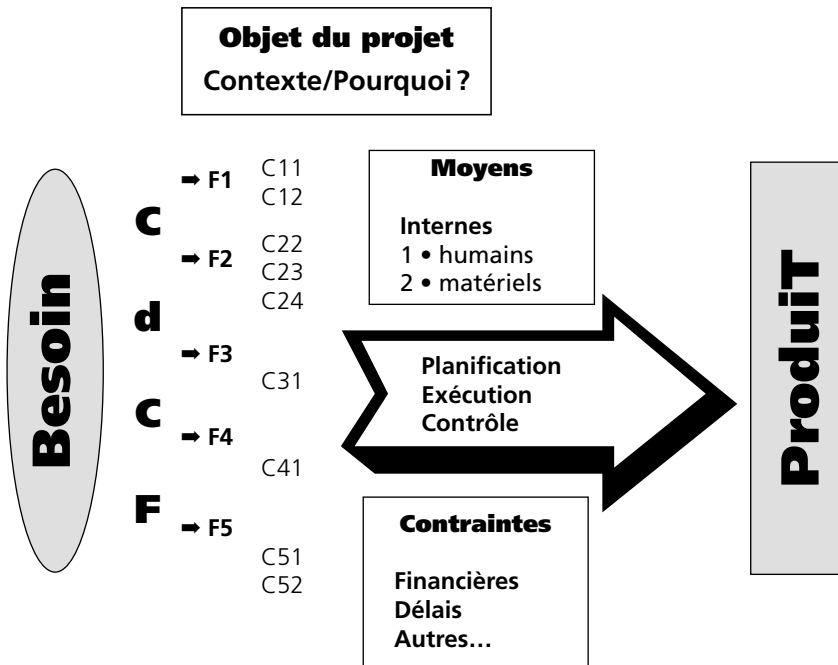 Objet du projet
Contexte/Pourquoi ?
Besoin
C
d
C
F
➡ F1
C11
C12
➡ F2
C22
C23
C24
➡ F3
C31
➡ F4
C41
➡ F5
C51
C52
Moyens
Internes
1 • humains
2 • matériels
Planification
Exécution
Contrôle
Contraintes
Financières
Délais
Autres…
ProduiT